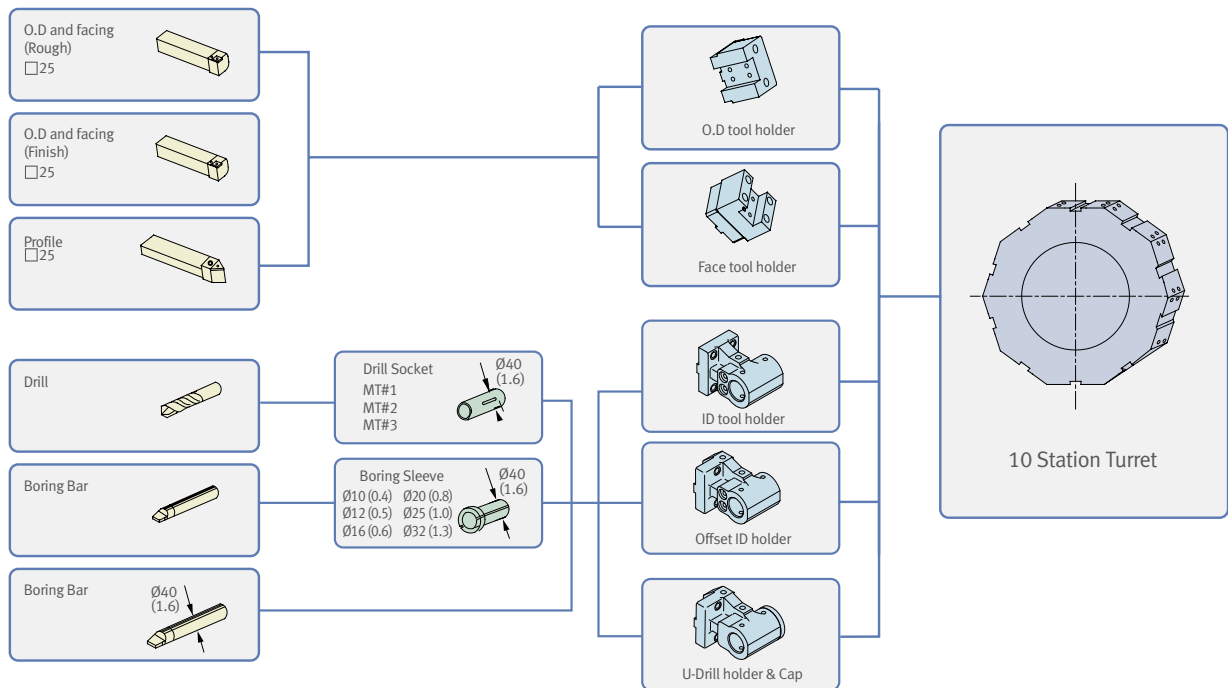 O.D and facing
(Rough)
□25
O.D and facing
(Finish)
□25
Profile
□25
Drill
Boring Bar
Boring Bar
Ø40
(1.6)
Drill Socket
MT#1
MT#2
MT#3
Ø40
(1.6)
Boring Sleeve
Ø10 (0.4) Ø20 (0.8)
Ø12 (0.5) Ø25 (1.0)
Ø16 (0.6) Ø32 (1.3)
Ø40
(1.6)
O.D tool holder
Face tool holder
ID tool holder
Offset ID holder
U-Drill holder & Cap
10 Station Turret